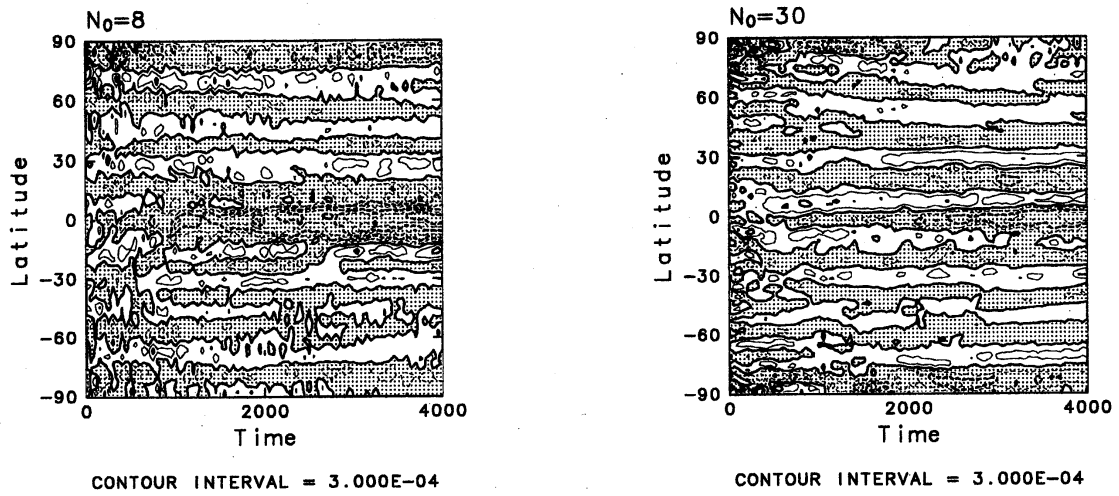 N₀=8
90
60
30
0
-30
-60
-90
Latitude
0
2000
4000
Time
CONTOUR INTERVAL = 3.000E-04
N₀=30
90
60
30
0
-30
-60
-90
Latitude
0
2000
4000
Time
CONTOUR INTERVAL = 3.000E-04